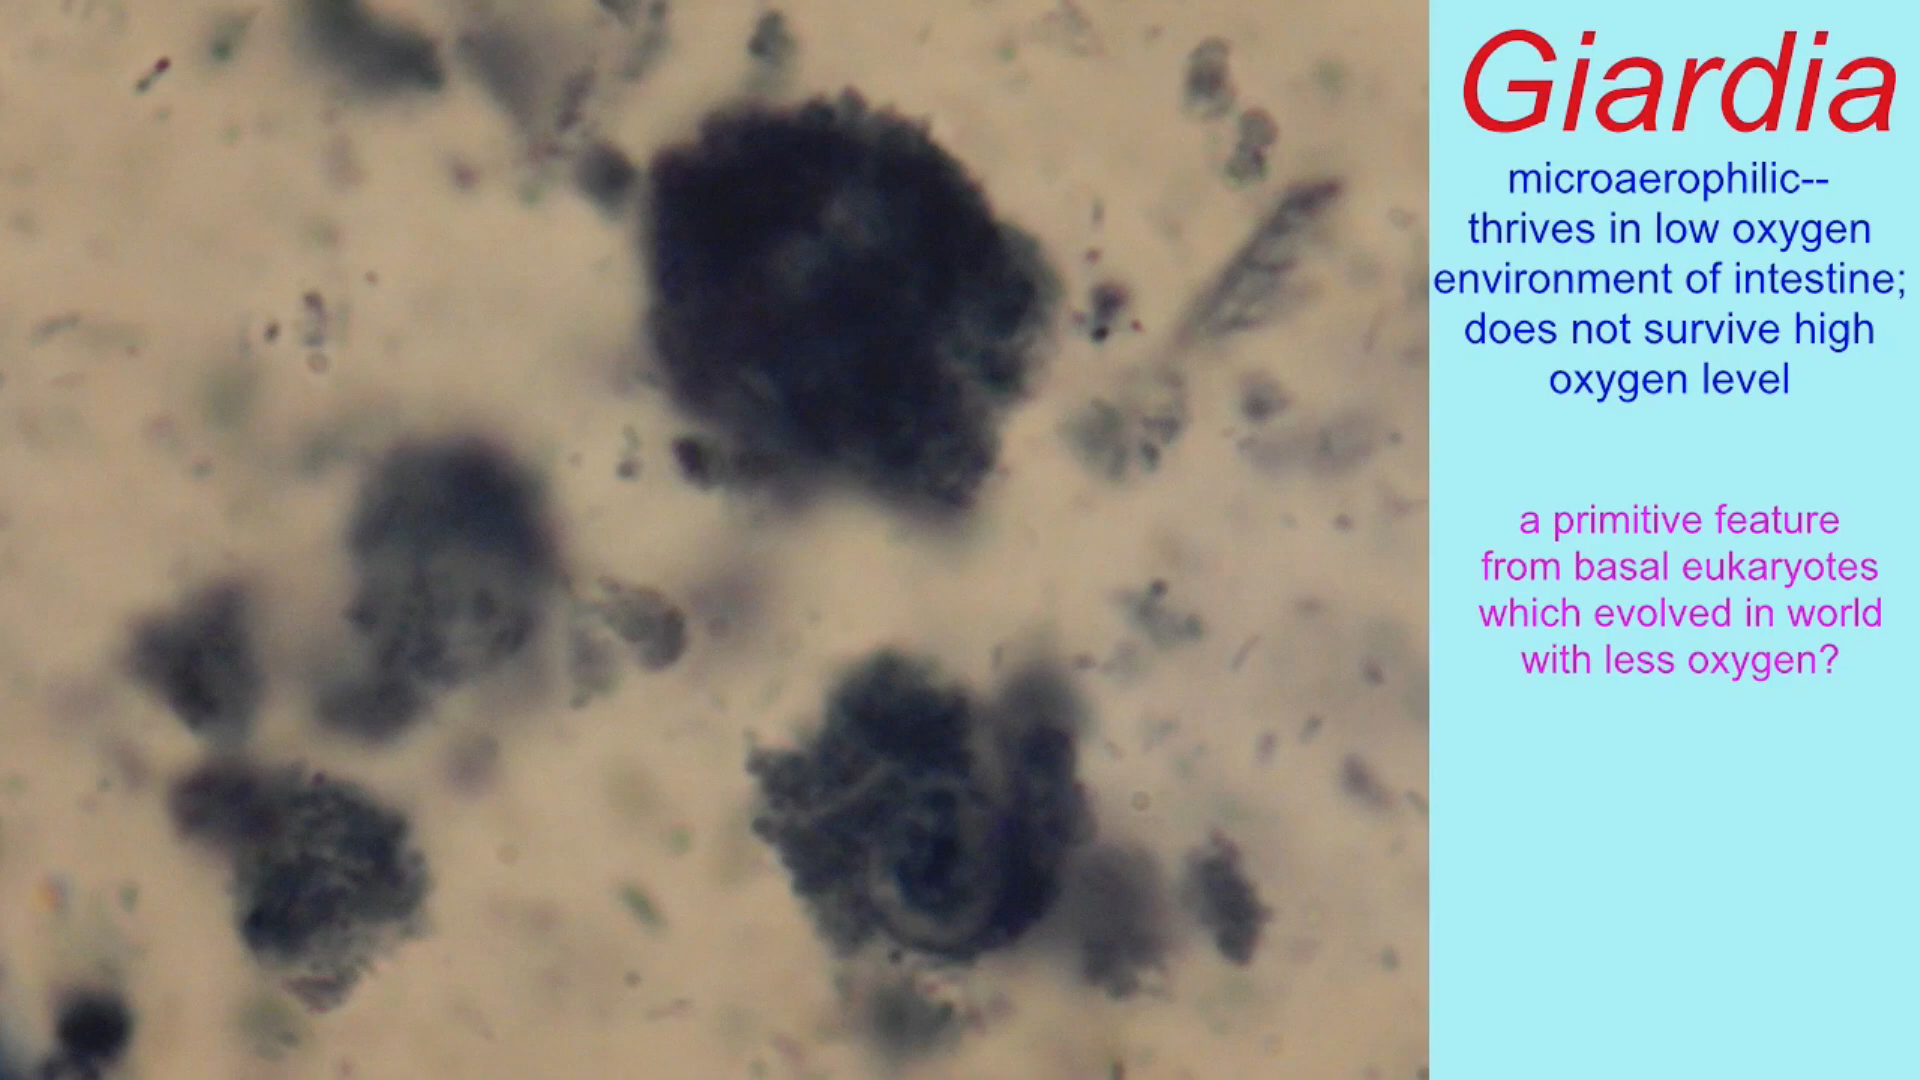 Giardia
microaerophilic--
thrives in low oxygen
environment of intestine;
does not survive high
oxygen level
a primitive feature
from basal eukaryotes
which evolved in world
with less oxygen?